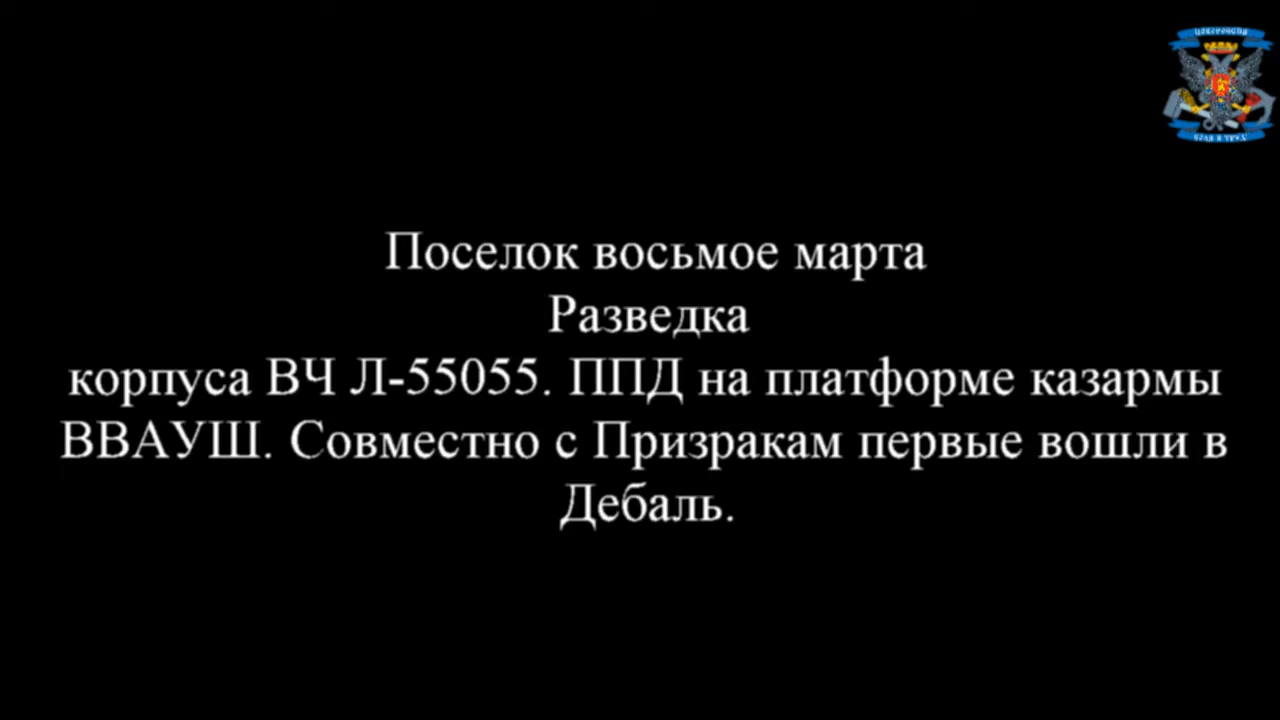 Поселок восьмое марта
Разведка
корпуса ВЧ Л-55055. ППД на платформе казармы
ВВАУШ. Совместно с Призракам первые вошли в
Дебаль.